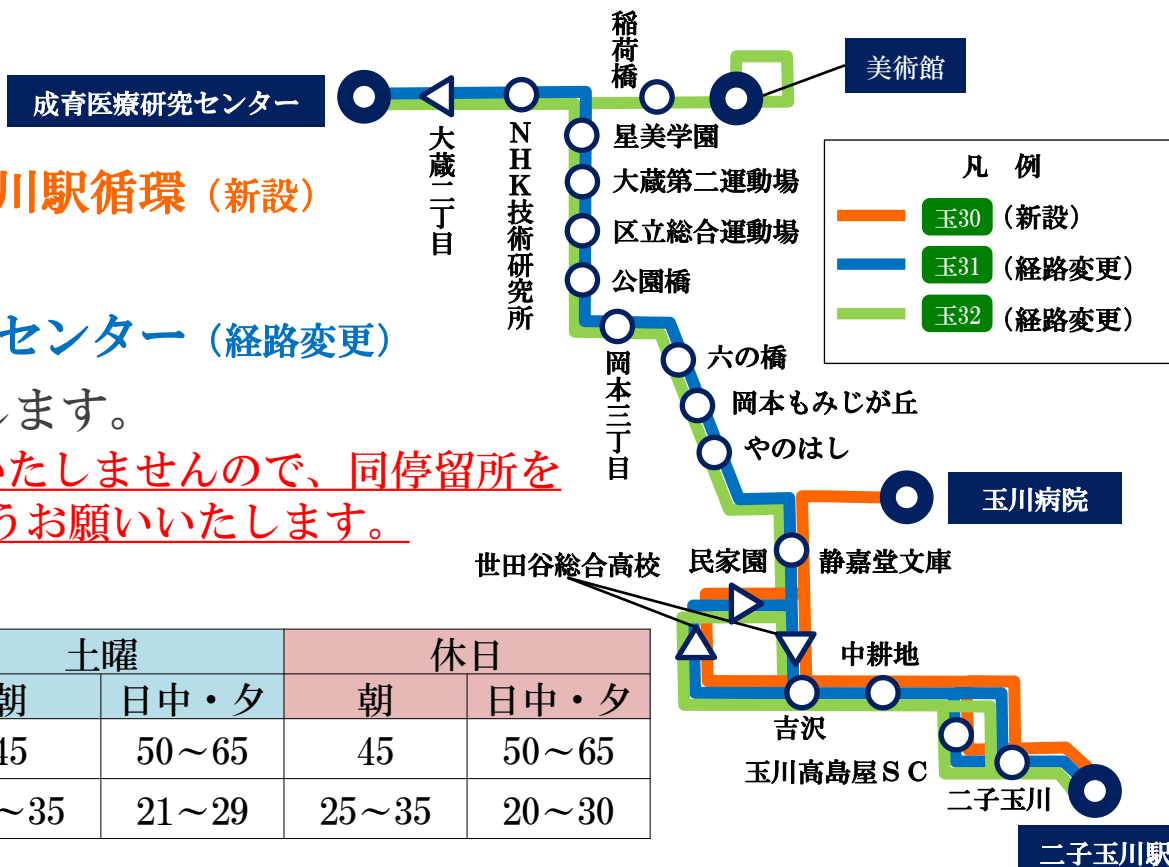 稲荷橋
美術館
成育医療研究センター
大蔵二丁目
NHK技術研究所
星美学園
大蔵第二運動場
区立総合運動場
公園橋
凡 例
玉30 (新設)
玉31 (経路変更)
玉32 (経路変更)
川駅循環(新設)
センター(経路変更)
します。
いたしませんので、同停留所を
うお願いいたします。
岡本三丁目
六の橋
岡本もみじが丘
やのはし
玉川病院
世田谷総合高校
民家園
静嘉堂文庫
中耕地
吉沢
玉川高島屋SC
二子玉川
二子玉川駅
土曜 休日
朝 日中・夕 朝 日中・夕
45 50~65 45 50~65
~35 21~29 25~35 20~30